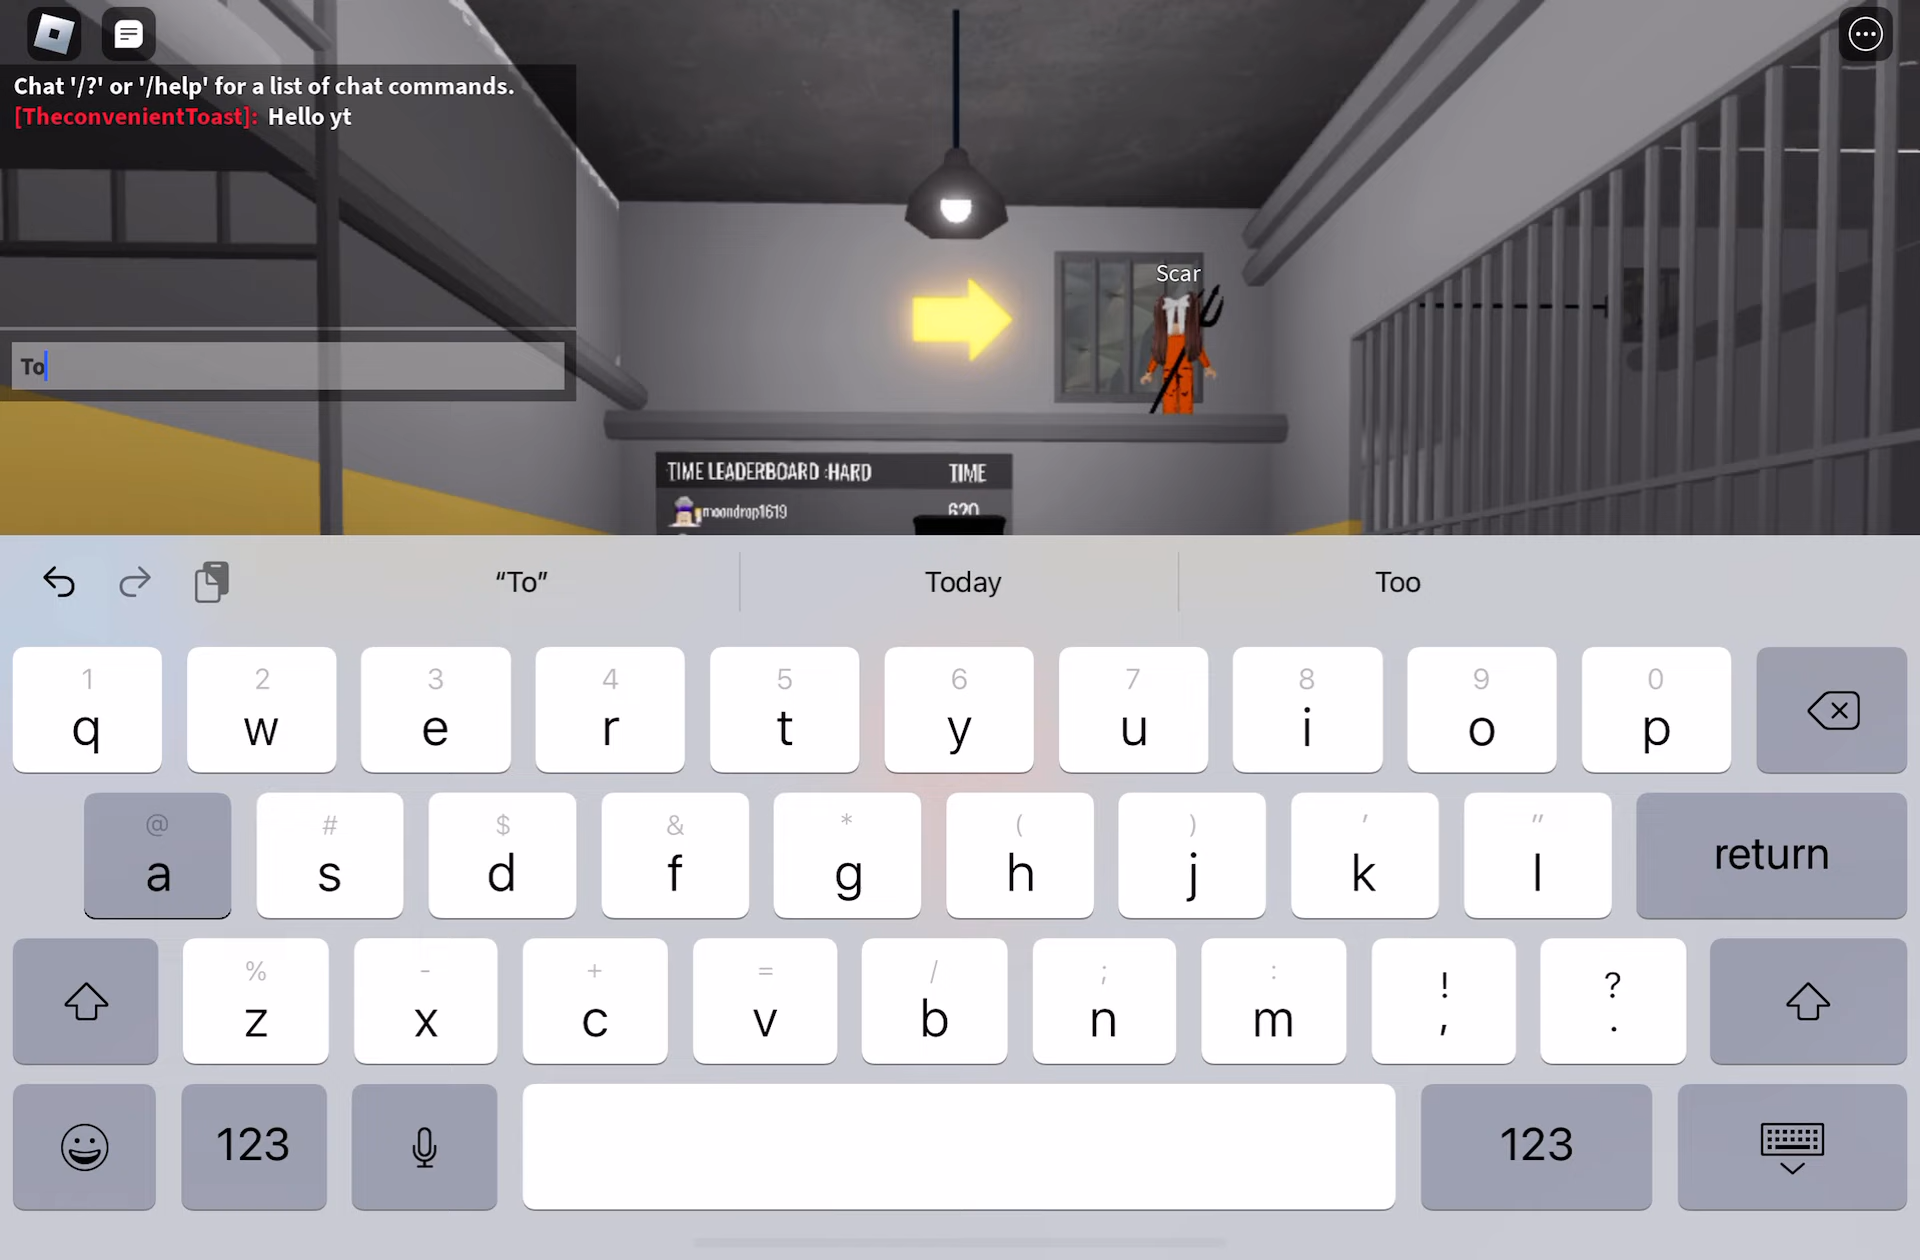 Chat '/?' or '/help' for a list of chat commands.
[TheconvenientToast]: Hello yt
Scar
To
TIME LEADERBOARD :HARD TIME
moondrop1619 620
“To” Today Too
1 2 3 4 5 6 7 8 9 0
q w e r t y u i o p
@ # $ & * ( ) ' "
a s d f g h j k l return
% - + = / ; : ! ?
z x c v b n m , .
123 123